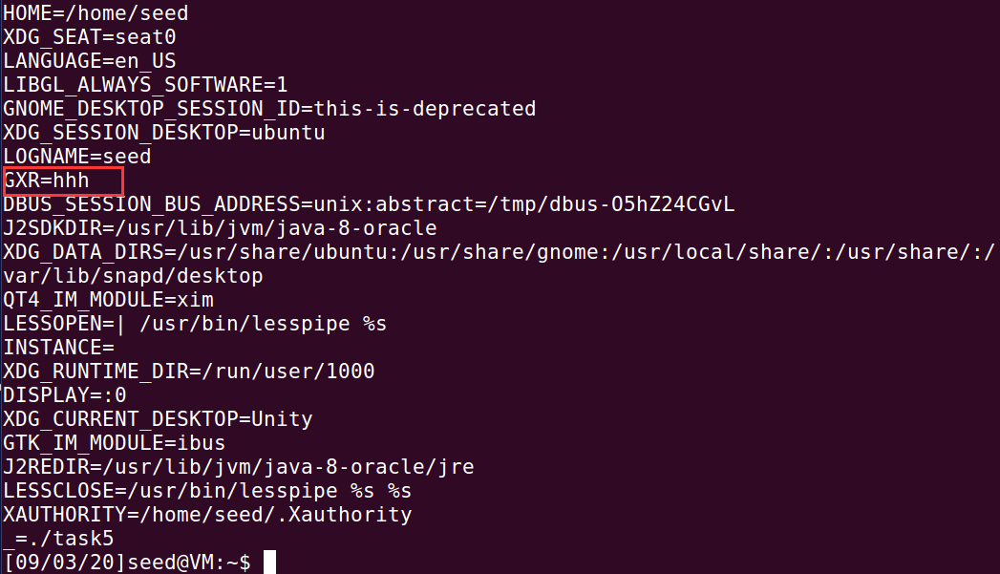 HOME=/home/seed
XDG_SEAT=seat0
LANGUAGE=en_US
LIBGL_ALWAYS_SOFTWARE=1
GNOME_DESKTOP_SESSION_ID=this-is-deprecated
XDG_SESSION_DESKTOP=ubuntu
LOGNAME=seed
GXR=hhh
DBUS_SESSION_BUS_ADDRESS=unix:abstract=/tmp/dbus-O5hZ24CGvL
J2SDKDIR=/usr/lib/jvm/java-8-oracle
XDG_DATA_DIRS=/usr/share/ubuntu:/usr/share/gnome:/usr/local/share/:/usr/share/:/
var/lib/snapd/desktop
QT4_IM_MODULE=xim
LESSOPEN=| /usr/bin/lesspipe %s
INSTANCE=
XDG_RUNTIME_DIR=/run/user/1000
DISPLAY=:0
XDG_CURRENT_DESKTOP=Unity
GTK_IM_MODULE=ibus
J2REDIR=/usr/lib/jvm/java-8-oracle/jre
LESSCLOSE=/usr/bin/lesspipe %s %s
XAUTHORITY=/home/seed/.Xauthority
_=./task5
[09/03/20]seed@VM:~$